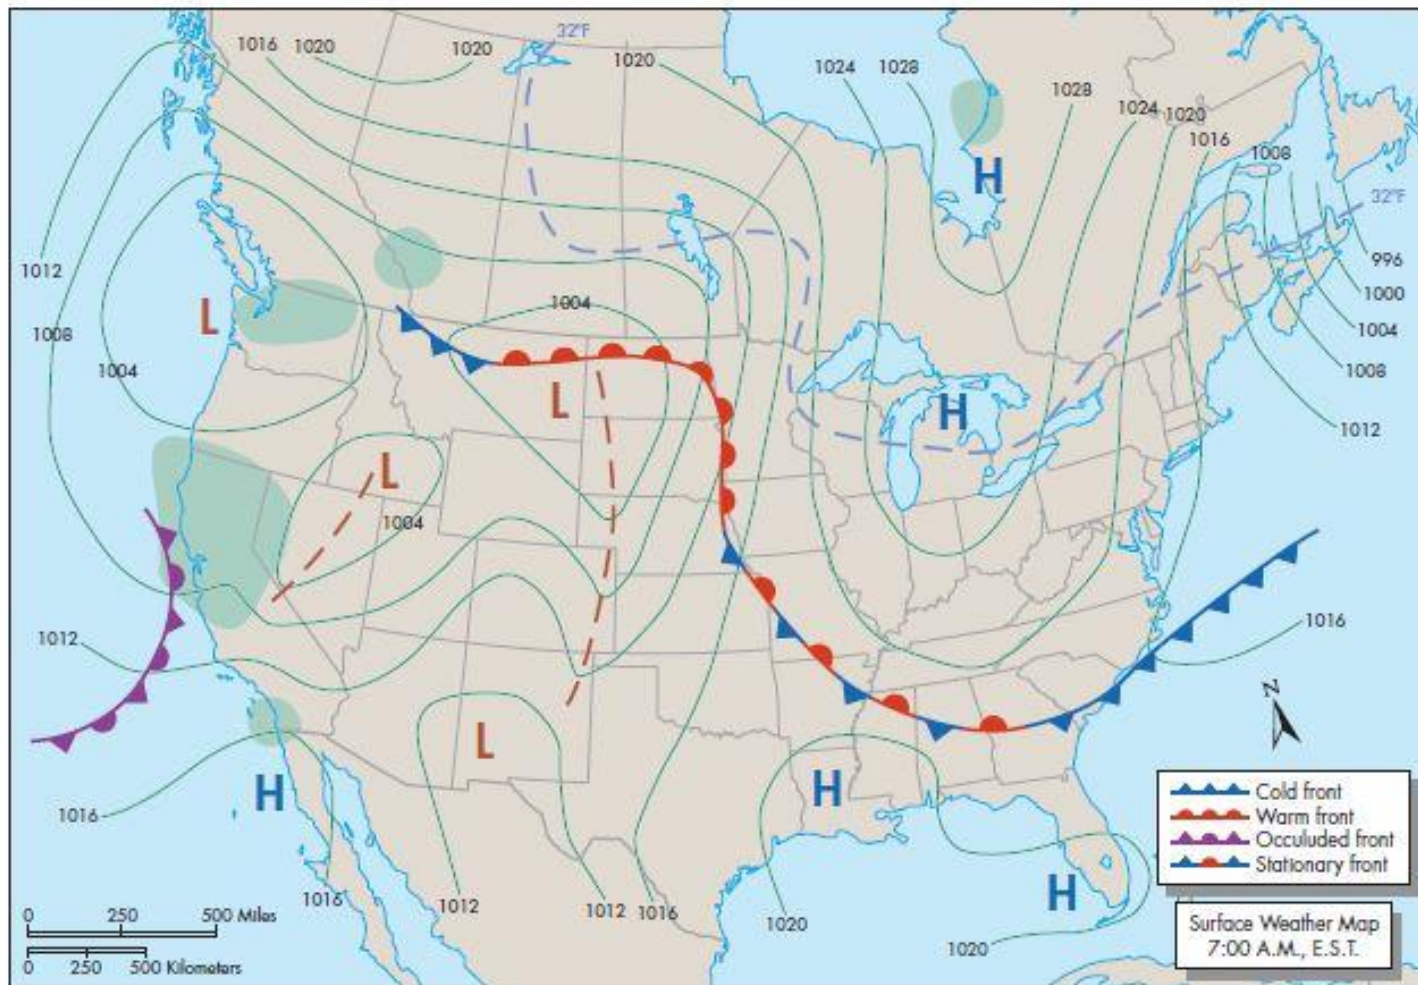 32°F
1016
1020
1020
1020
1024
1028
1028
1024
1020
1016
1008
H
32°F
1012
996
1000
L
1004
1004
1008
1004
1008
1004
L
H
1012
L
1004
1012
1016
N
L
H
H
1016
H
1016
1012
1012
1016
1020
1020
Cold front
Warm front
Occuluded front
Stationary front
Surface Weather Map
7:00 A.M., E.S.T.
0 250 500 Miles
0 250 500 Kilometers